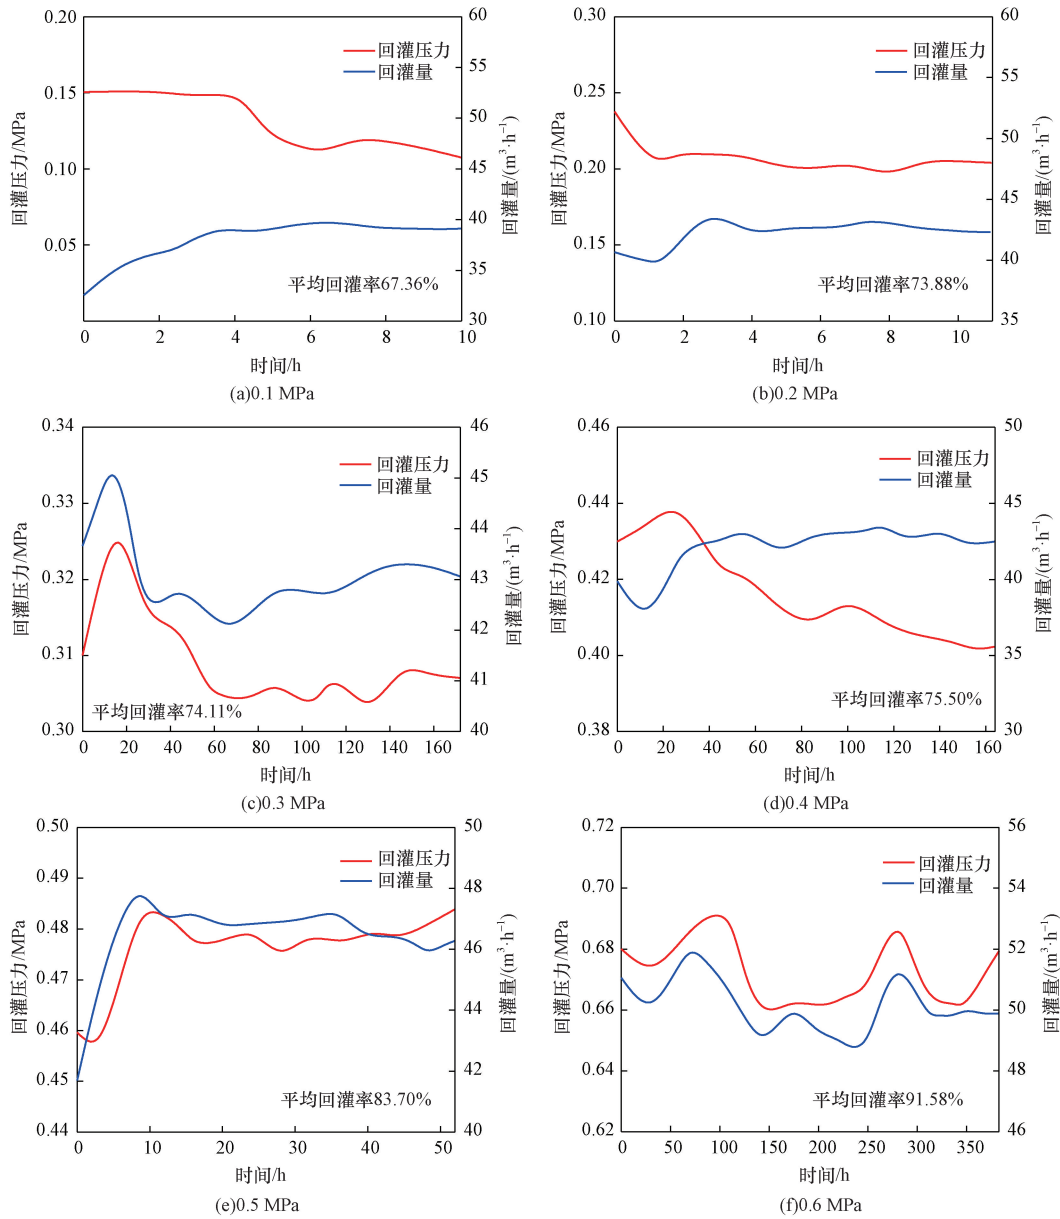 0.20
0.15
0.10
0.05
回灌压力/MPa
60
55
50
45
40
35
30
回灌量/(m³·h⁻¹)
回灌压力
回灌量
平均回灌率67.36%
0 2 4 6 8 10
时间/h
(a)0.1 MPa
0.30
0.25
0.20
0.15
0.10
回灌压力/MPa
60
55
50
45
40
35
回灌量/(m³·h⁻¹)
回灌压力
回灌量
平均回灌率73.88%
0 2 4 6 8 10
时间/h
(b)0.2 MPa
0.34
0.33
0.32
0.31
0.30
回灌压力/MPa
46
45
44
43
42
41
40
回灌量/(m³·h⁻¹)
回灌压力
回灌量
平均回灌率74.11%
0 20 40 60 80 100 120 140 160
时间/h
(c)0.3 MPa
0.46
0.44
0.42
0.40
0.38
回灌压力/MPa
50
45
40
35
30
回灌量/(m³·h⁻¹)
回灌压力
回灌量
平均回灌率75.50%
0 20 40 60 80 100 120 140 160
时间/h
(d)0.4 MPa
0.50
0.49
0.48
0.47
0.46
0.45
0.44
回灌压力/MPa
50
48
46
44
42
40
回灌量/(m³·h⁻¹)
回灌压力
回灌量
平均回灌率83.70%
0 10 20 30 40 50
时间/h
(e)0.5 MPa
0.72
0.70
0.68
0.66
0.64
0.62
回灌压力/MPa
56
54
52
50
48
46
回灌量/(m³·h⁻¹)
回灌压力
回灌量
平均回灌率91.58%
0 50 100 150 200 250 300 350
时间/h
(f)0.6 MPa